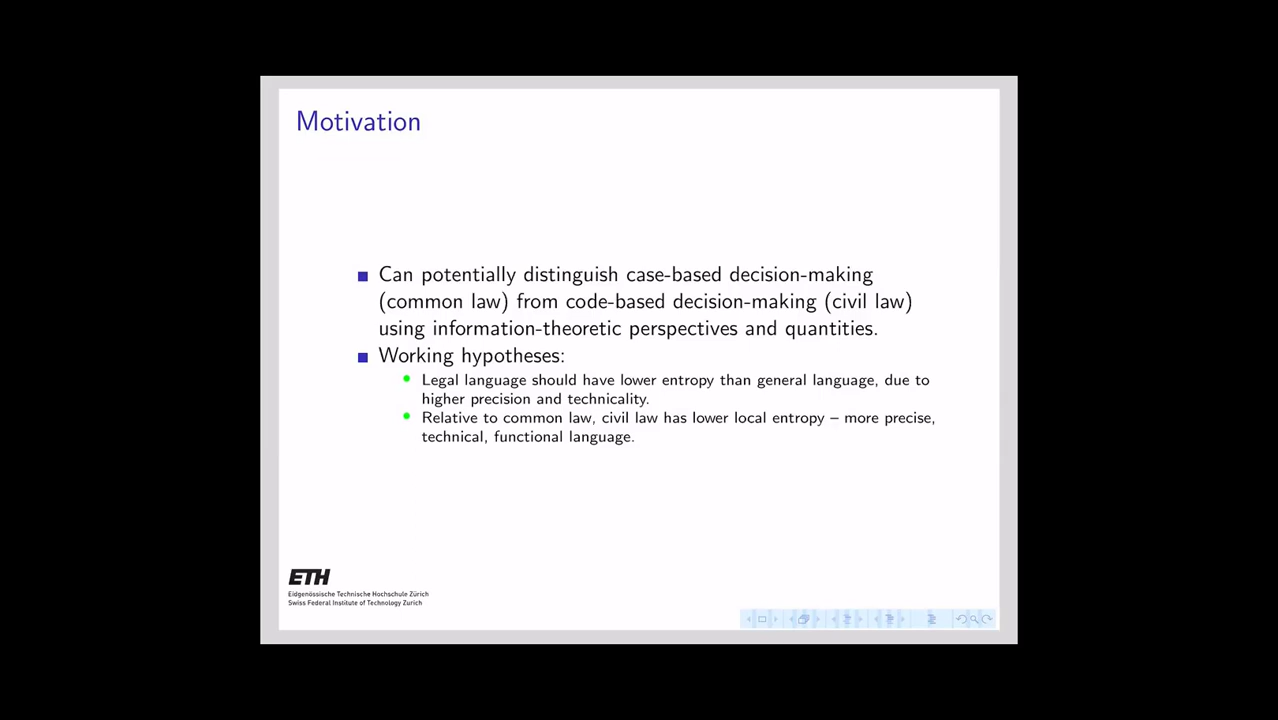 Motivation
Can potentially distinguish case-based decision-making
(common law) from code-based decision-making (civil law)
using information-theoretic perspectives and quantities.
Working hypotheses:
Legal language should have lower entropy than general language, due to
higher precision and technicality.
Relative to common law, civil law has lower local entropy – more precise,
technical, functional language.
ETH
Eidgenössische Technische Hochschule Zürich
Swiss Federal Institute of Technology Zurich